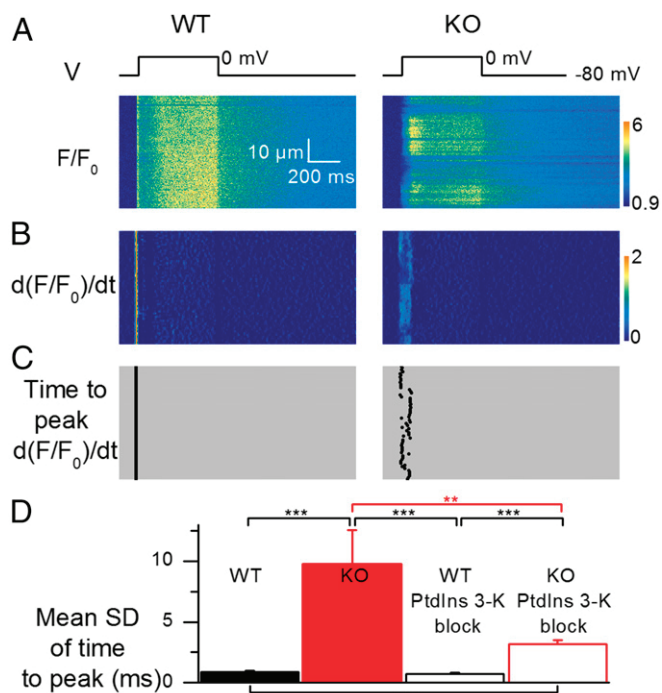 A
WT
KO
V
0 mV
0 mV
-80 mV
F/F0
10 µm
200 ms
6
0.9
B
d(F/F0)/dt
2
0
C
Time to
peak
d(F/F0)/dt
D
***
**
***
***
10
5
0
Mean SD
of time
to peak (ms)
WT
KO
WT
PtdIns 3-K
block
KO
PtdIns 3-K
block